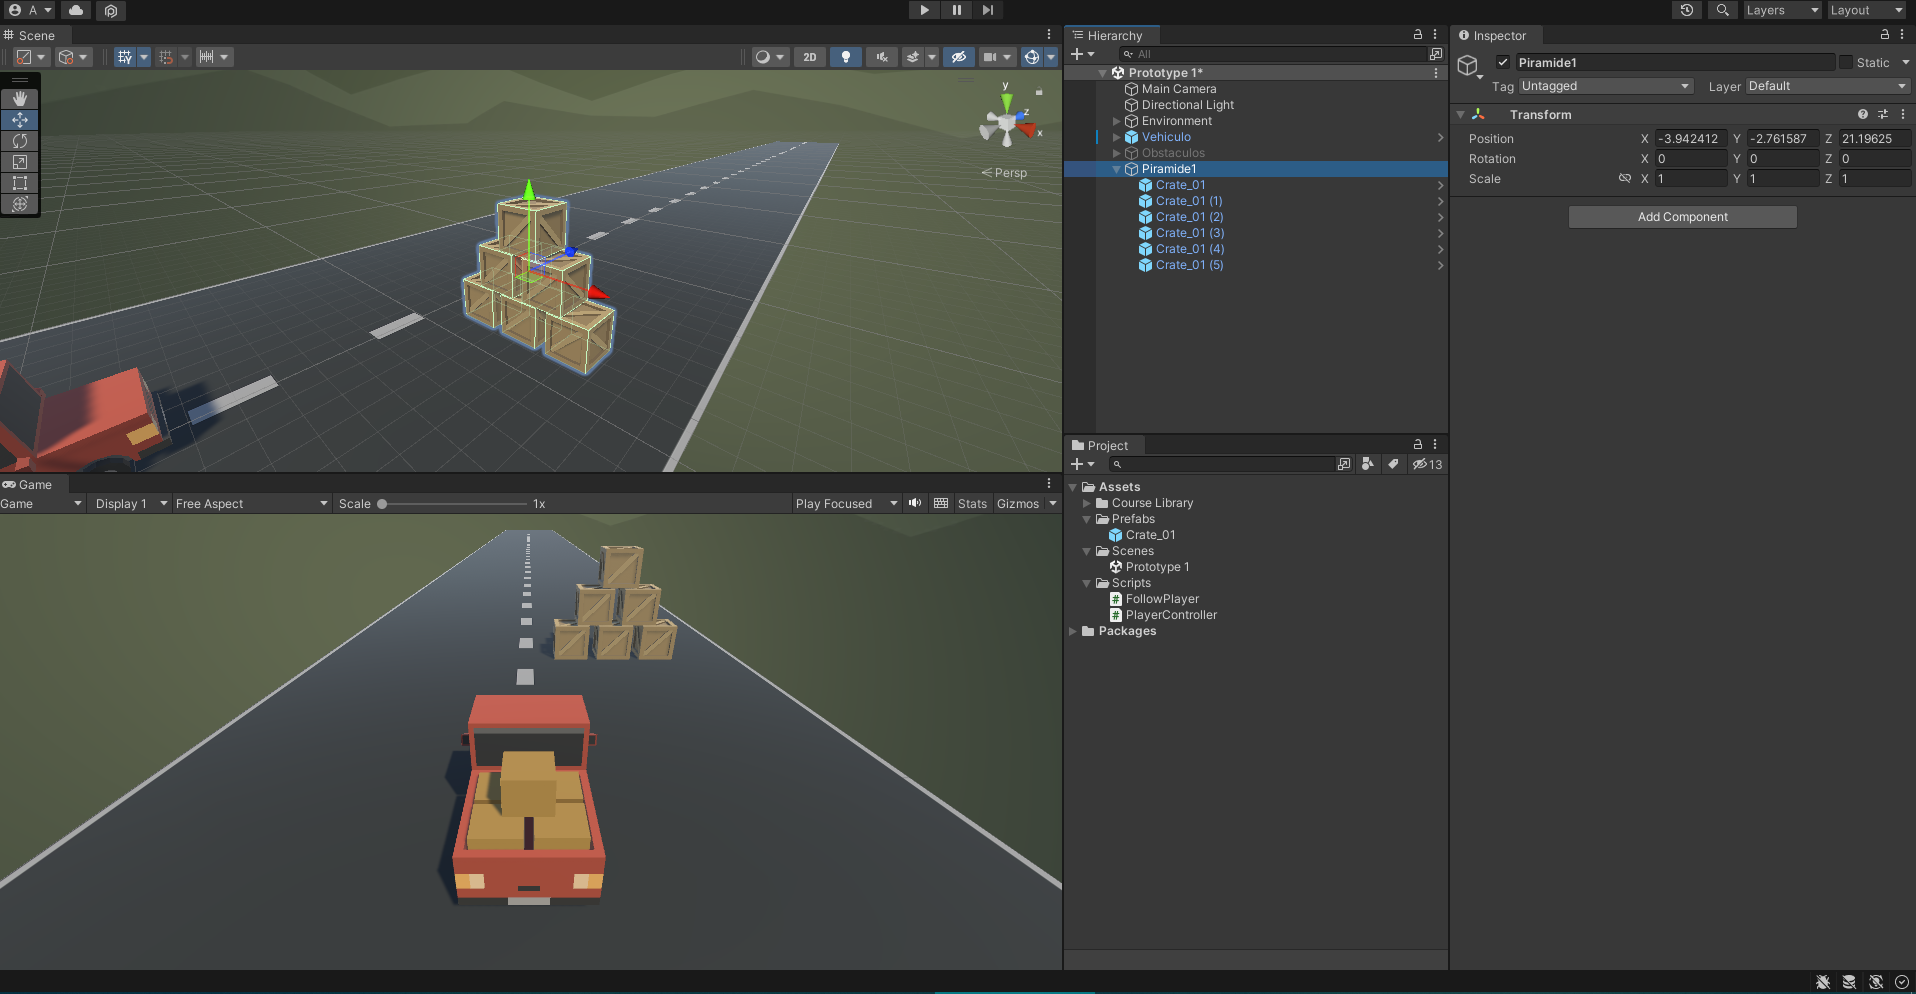 A
Layers
Layout
Scene
2D
y
z
x
Persp
Game
Game
Display 1
Free Aspect
Scale
1x
Play Focused
Stats
Gizmos
Hierarchy
All
Prototype 1*
Main Camera
Directional Light
Environment
Vehiculo
Obstaculos
Piramide1
Crate_01
Crate_01 (1)
Crate_01 (2)
Crate_01 (3)
Crate_01 (4)
Crate_01 (5)
Project
13
Assets
Course Library
Prefabs
Crate_01
Scenes
Prototype 1
Scripts
FollowPlayer
PlayerController
Packages
Inspector
Piramide1
Static
Tag Untagged Layer Default
Transform
Position X -3.942412 Y -2.761587 Z 21.19625
Rotation X 0 Y 0 Z 0
Scale X 1 Y 1 Z 1
Add Component